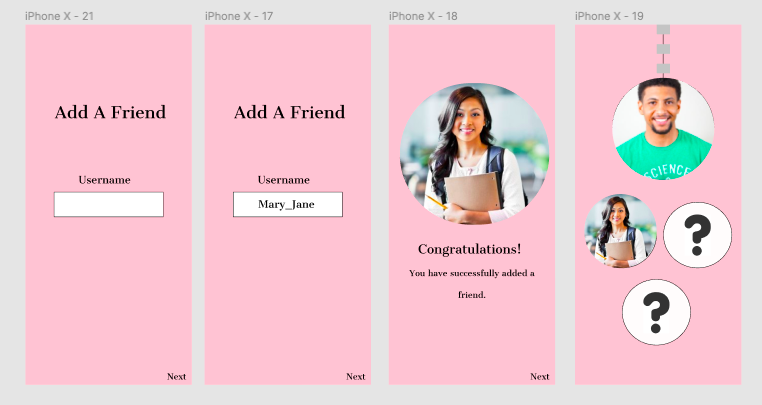 iPhone X - 21
Add A Friend
Username
Next
iPhone X - 17
Add A Friend
Username
Mary_Jane
Next
iPhone X - 18
Congratulations!
You have successfully added a
friend.
Next
iPhone X - 19
SCIENCE
?
?